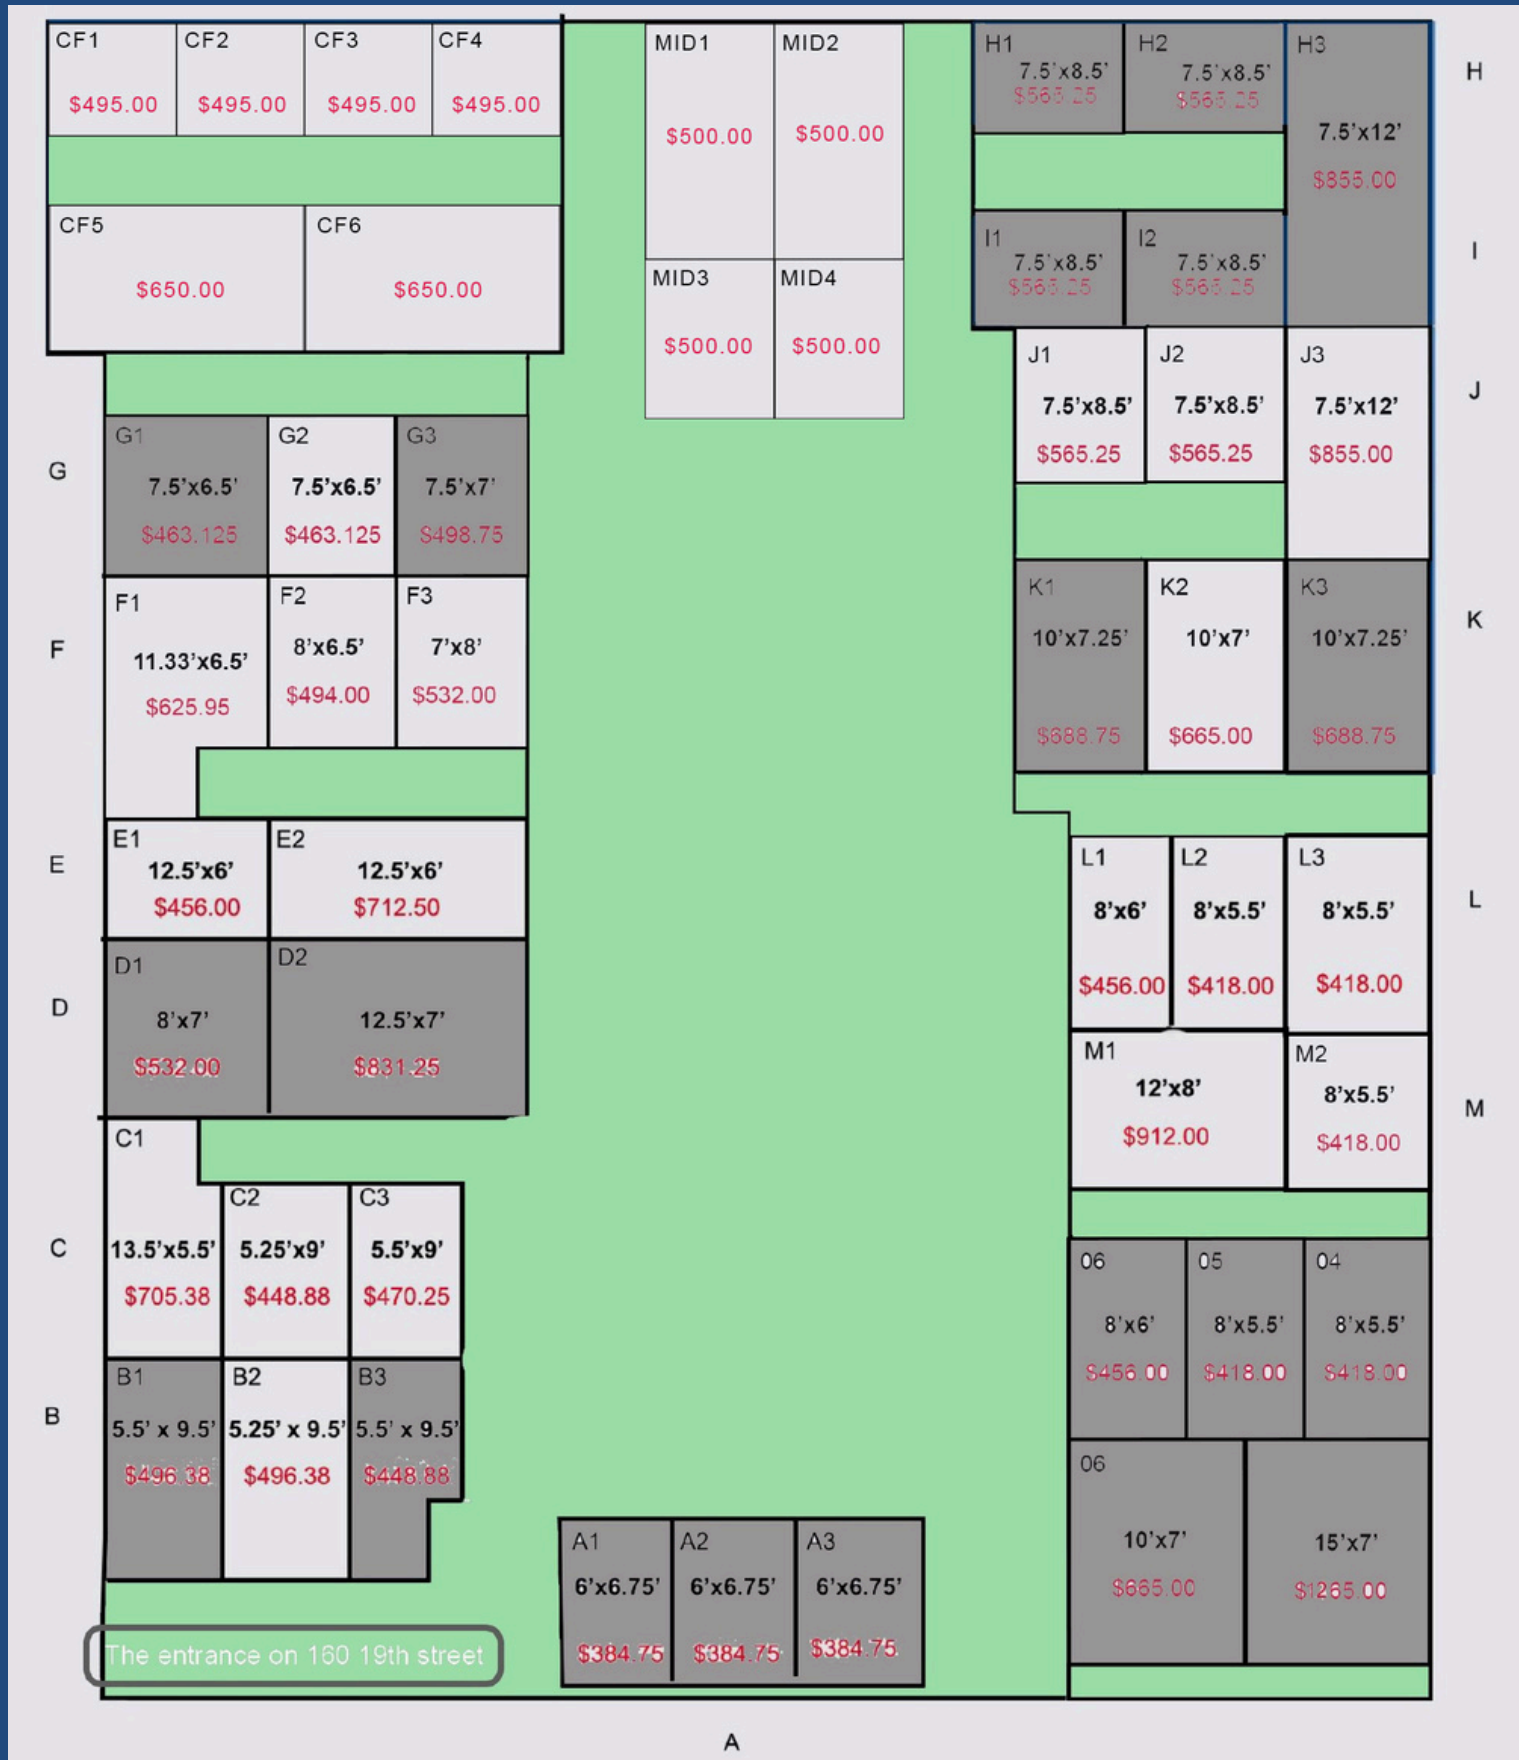 CF1
$495.00
CF2
$495.00
CF3
$495.00
CF4
$495.00
CF5
$650.00
CF6
$650.00
MID1
$500.00
MID2
$500.00
MID3
$500.00
MID4
$500.00
H1
7.5'x8.5'
$565.25
H2
7.5'x8.5'
$565.25
H3
7.5'x12'
$855.00
H
I1
7.5'x8.5'
$565.25
I2
7.5'x8.5'
$565.25
I
J1
7.5'x8.5'
$565.25
J2
7.5'x8.5'
$565.25
J3
7.5'x12'
$855.00
J
G
G1
7.5'x6.5'
$463.125
G2
7.5'x6.5'
$463.125
G3
7.5'x7'
$498.75
K1
10'x7.25'
$688.75
K2
10'x7'
$665.00
K3
10'x7.25'
$688.75
K
F
F1
11.33'x6.5'
$625.95
F2
8'x6.5'
$494.00
F3
7'x8'
$532.00
E
E1
12.5'x6'
$456.00
E2
12.5'x6'
$712.50
L1
8'x6'
$456.00
L2
8'x5.5'
$418.00
L3
8'x5.5'
$418.00
L
D
D1
8'x7'
$532.00
D2
12.5'x7'
$831.25
M1
12'x8'
$912.00
M2
8'x5.5'
$418.00
M
C
C1
13.5'x5.5'
$705.38
C2
5.25'x9'
$448.88
C3
5.5'x9'
$470.25
06
8'x6'
$456.00
05
8'x5.5'
$418.00
04
8'x5.5'
$418.00
B
B1
5.5' x 9.5'
$496.38
B2
5.25' x 9.5'
$496.38
B3
5.5' x 9.5'
$448.88
06
10'x7'
$665.00
15'x7'
$1265.00
A1
6'x6.75'
$384.75
A2
6'x6.75'
$384.75
A3
6'x6.75'
$384.75
The entrance on 160 19th street
A